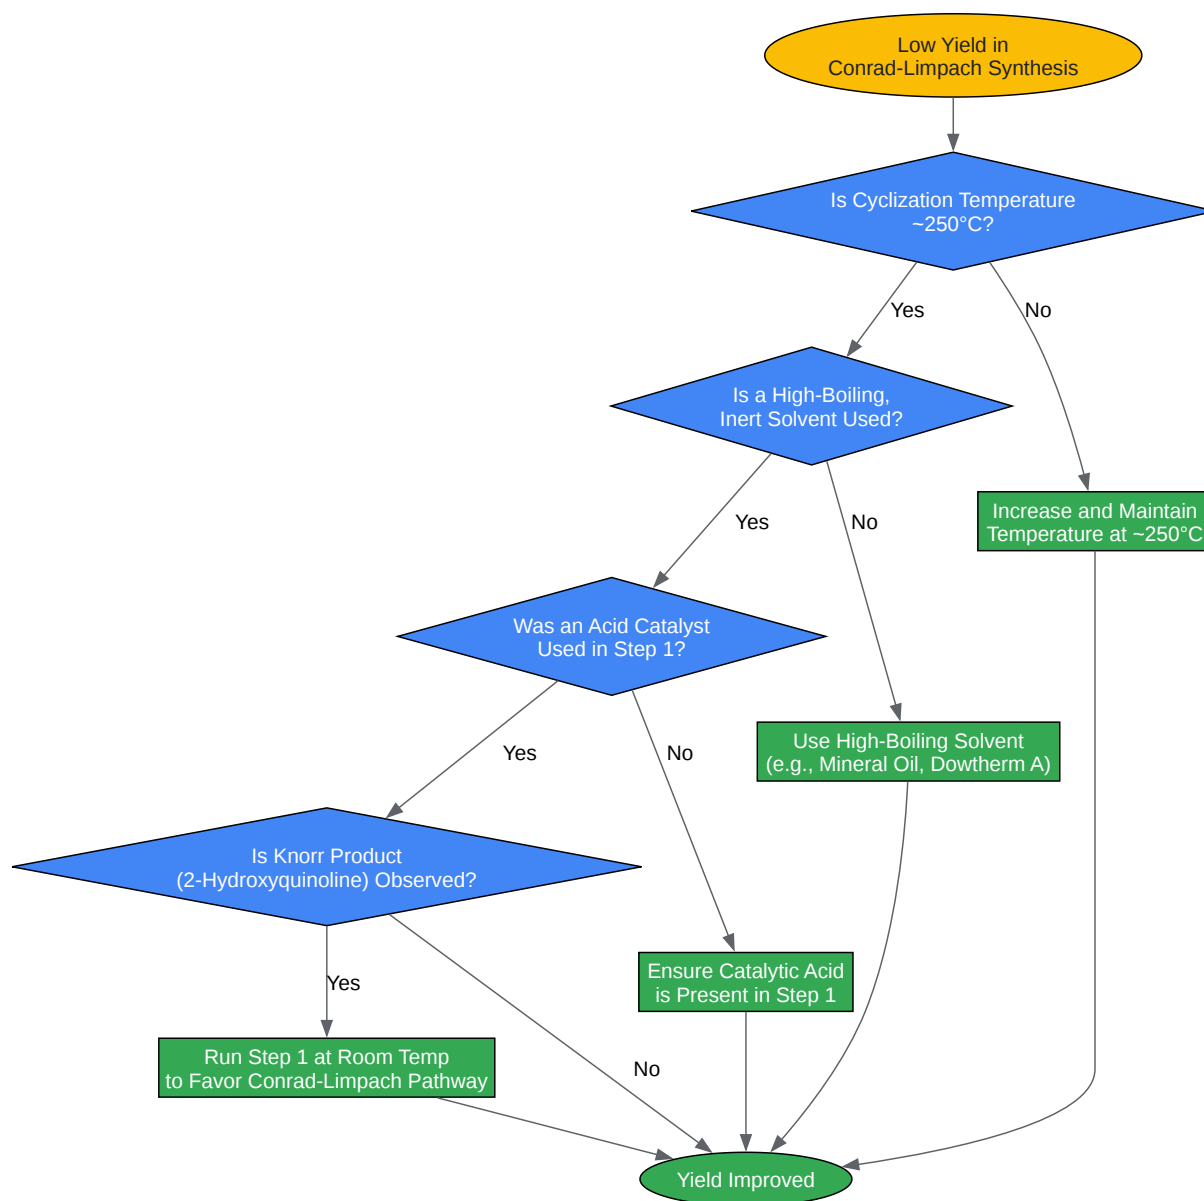 Low Yield in
Conrad-Limpach Synthesis
Is Cyclization Temperature
~250°C?
Yes
No
Is a High-Boiling,
Inert Solvent Used?
Yes
No
Increase and Maintain
Temperature at ~250°C
Was an Acid Catalyst
Used in Step 1?
Yes
No
Use High-Boiling Solvent
(e.g., Mineral Oil, Dowtherm A)
Is Knorr Product
(2-Hydroxyquinoline) Observed?
Yes
No
Ensure Catalytic Acid
is Present in Step 1
Run Step 1 at Room Temp
to Favor Conrad-Limpach Pathway
Yield Improved